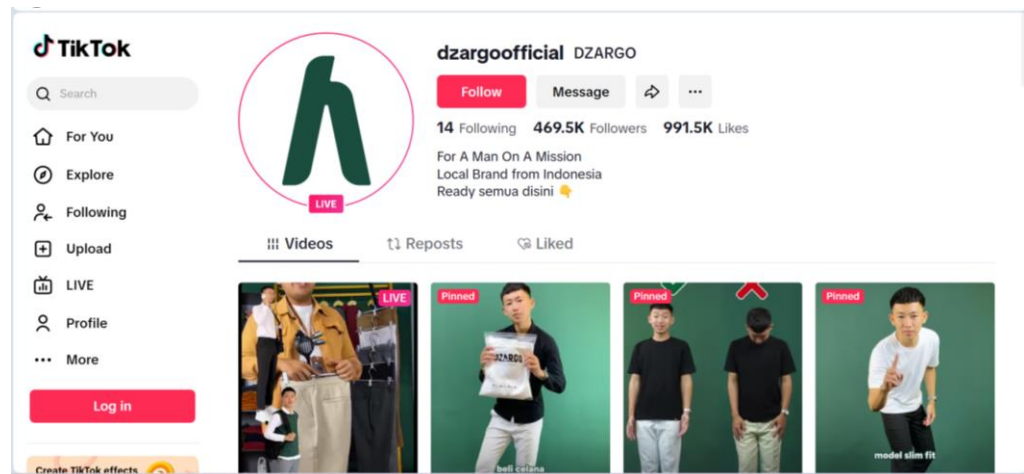 TikTok
Search
For You
Explore
Following
Upload
LIVE
Profile
More
Log in
Create TikTok effects
dzargoofficial DZARGO
Follow Message
14 Following 469.5K Followers 991.5K Likes
For A Man On A Mission
Local Brand from Indonesia
Ready semua disini 👇
LIVE
Videos Reposts Liked
LIVE
Pinned
DZARGO
beli celana
Pinned
Pinned
model slim fit